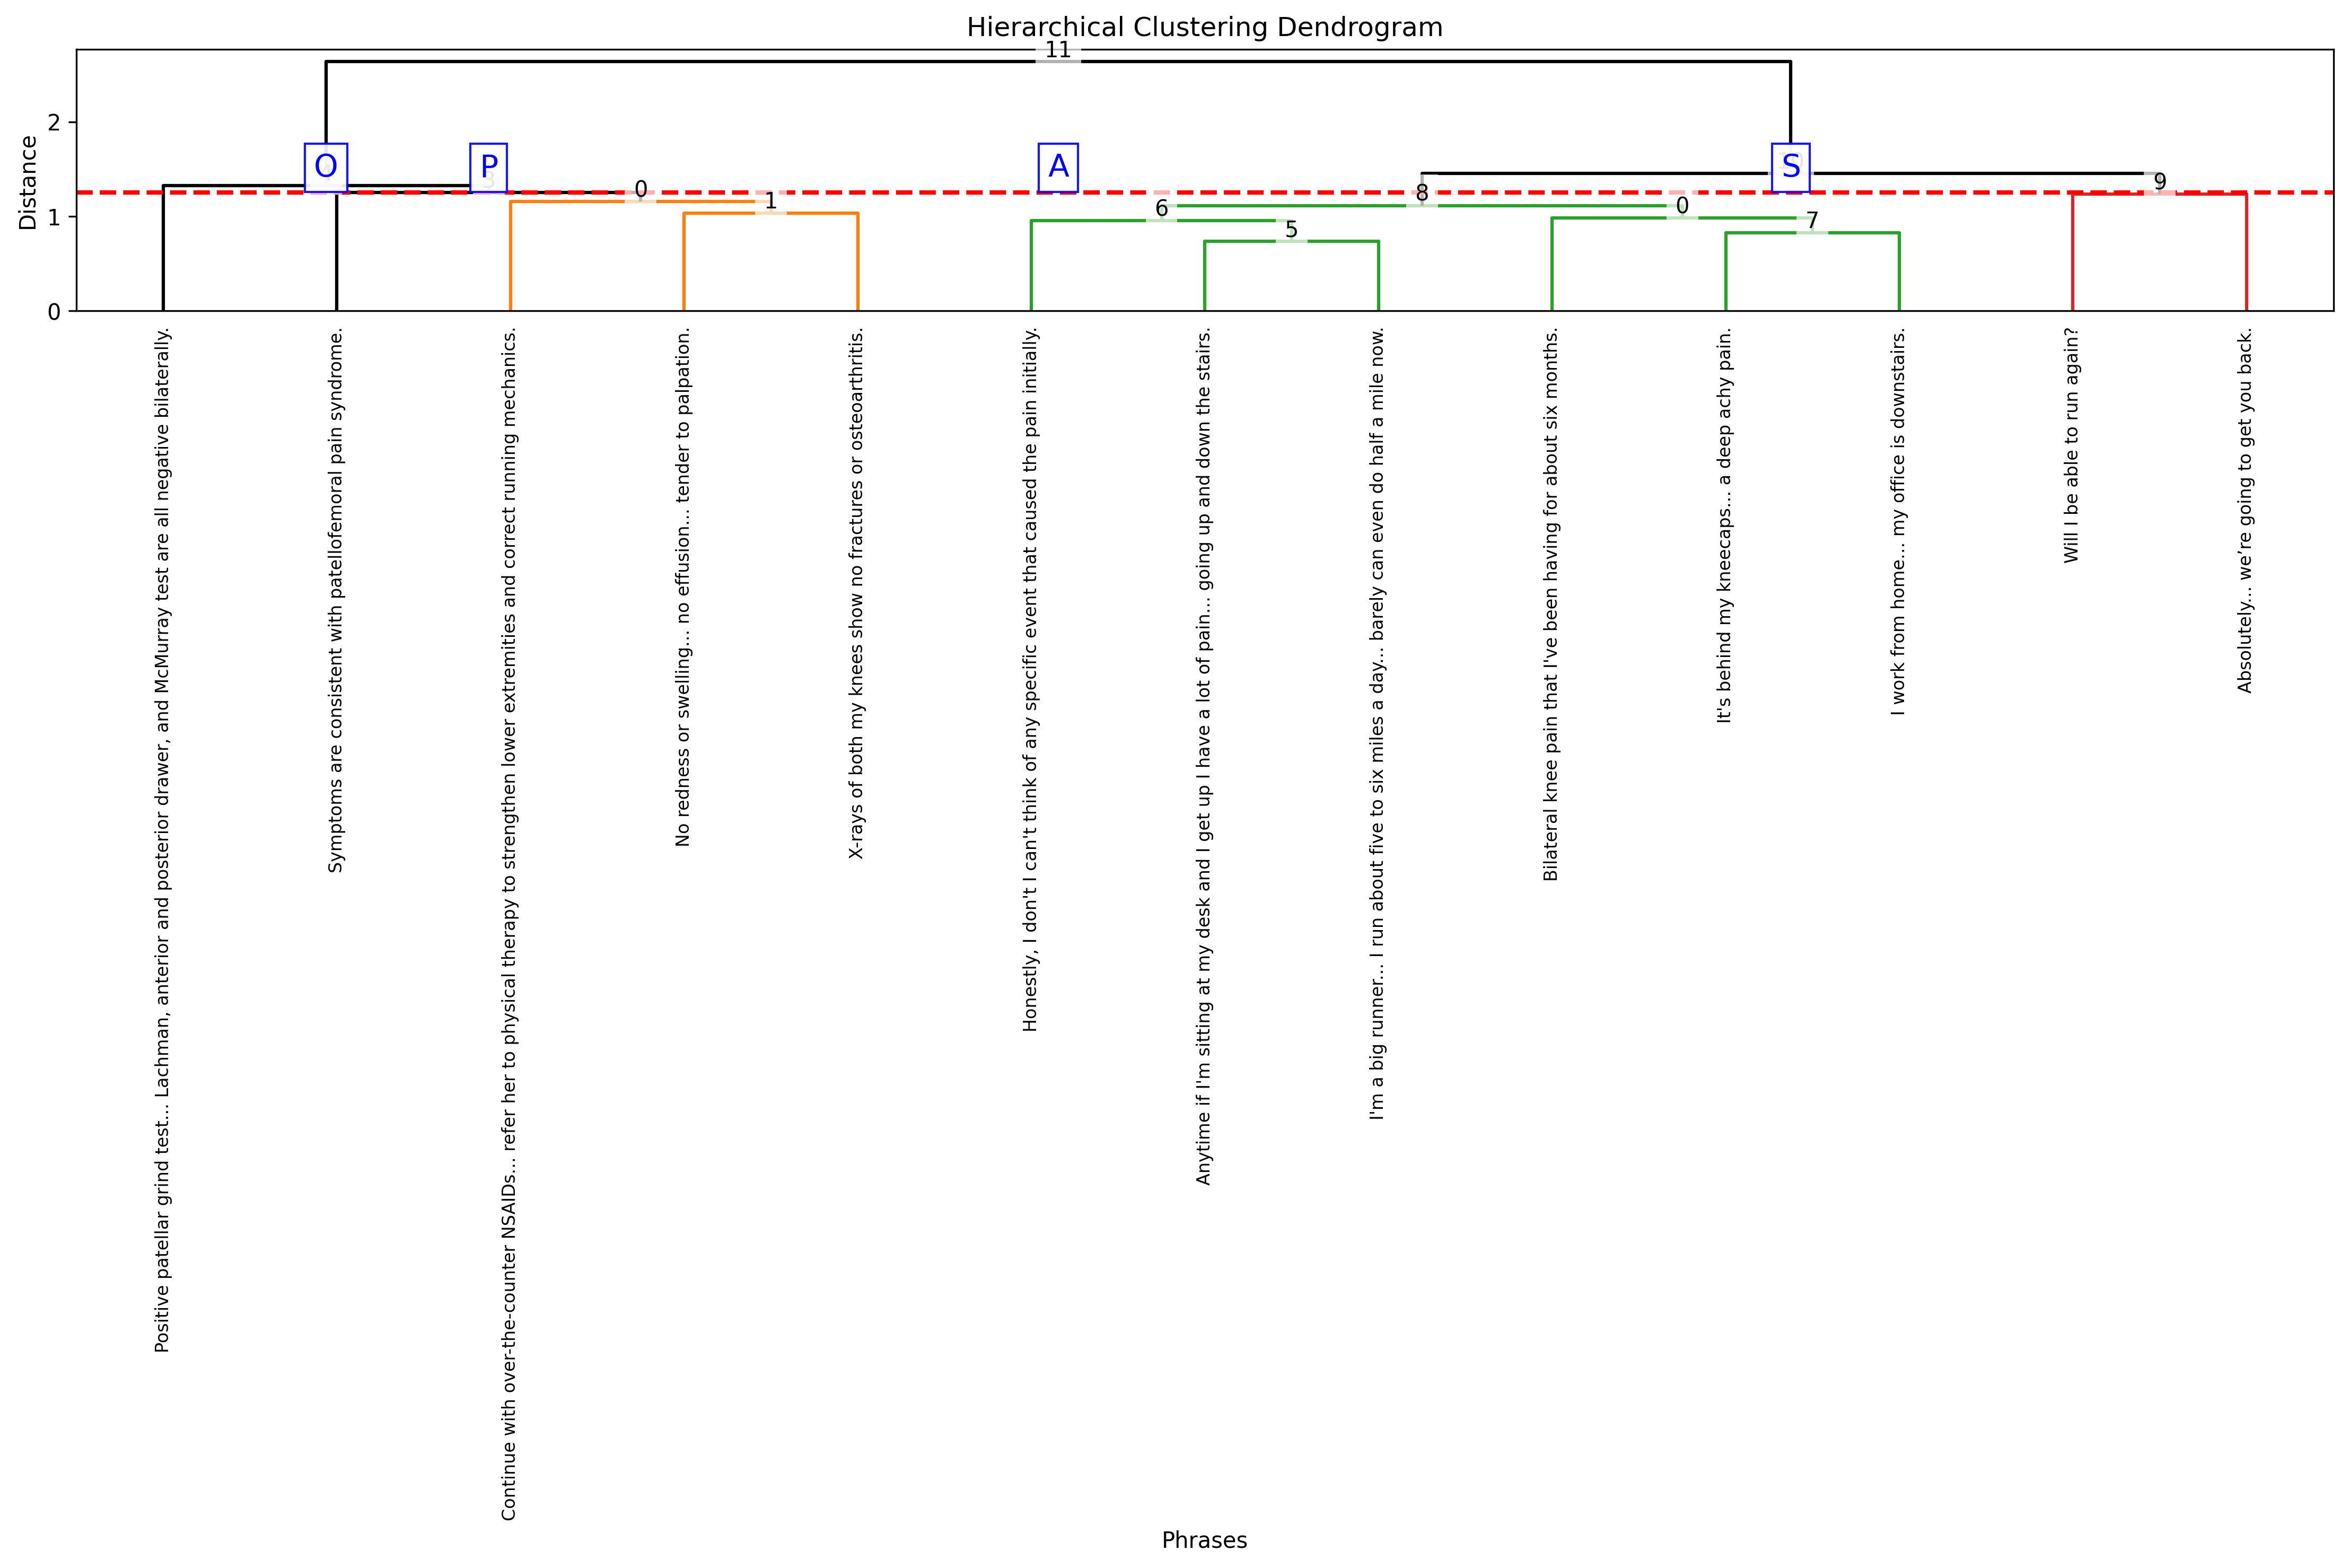 Hierarchical Clustering Dendrogram
11
2
Distance
O
P
A
S
0
1
6
5
8
0
7
9
1
0
Positive patellar grind test... Lachman, anterior and posterior drawer, and McMurray test are all negative bilaterally.
Symptoms are consistent with patellofemoral pain syndrome.
Continue with over-the-counter NSAIDs... refer her to physical therapy to strengthen lower extremities and correct running mechanics.
No redness or swelling... no effusion... tender to palpation.
X-rays of both my knees show no fractures or osteoarthritis.
Honestly, I don't I can't think of any specific event that caused the pain initially.
Anytime if I'm sitting at my desk and I get up I have a lot of pain... going up and down the stairs.
I'm a big runner... I run about five to six miles a day... barely can even do half a mile now.
Bilateral knee pain that I've been having for about six months.
It's behind my kneecaps... a deep achy pain.
I work from home... my office is downstairs.
Will I be able to run again?
Absolutely... we’re going to get you back.
Phrases